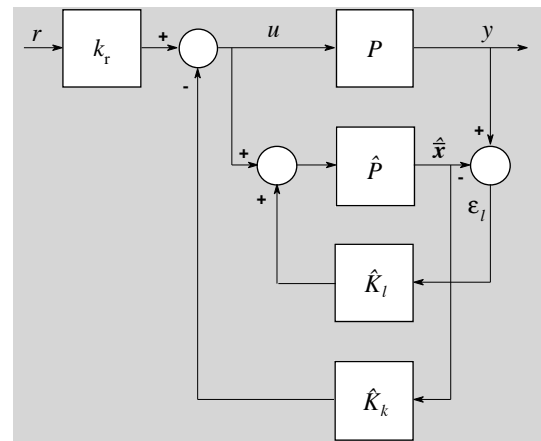 r
k_r
+
-
u
P
y
+
+
+
P̂
x̄̂
-
ε_l
K̂_l
K̂_k